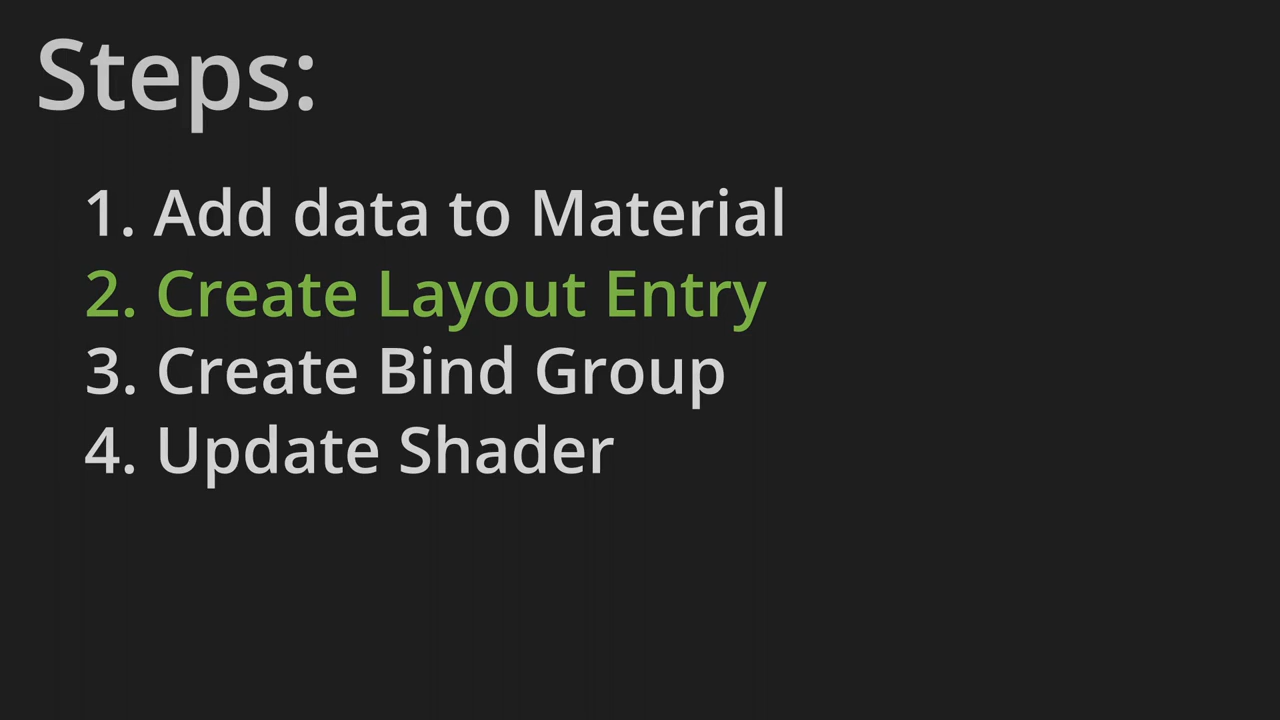 Steps:
1. Add data to Material
2. Create Layout Entry
3. Create Bind Group
4. Update Shader